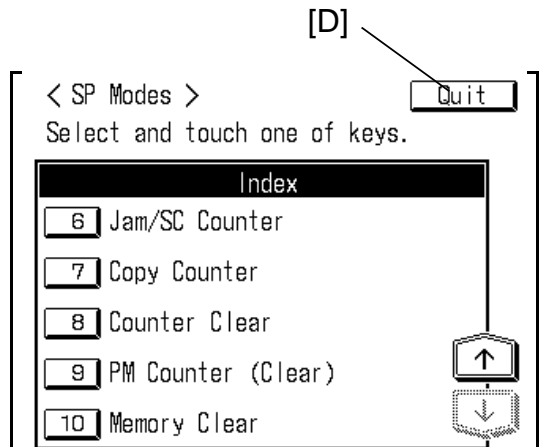 [D]
< SP Modes > Quit
Select and touch one of keys.
Index
6 Jam/SC Counter
7 Copy Counter
8 Counter Clear
9 PM Counter (Clear)
10 Memory Clear